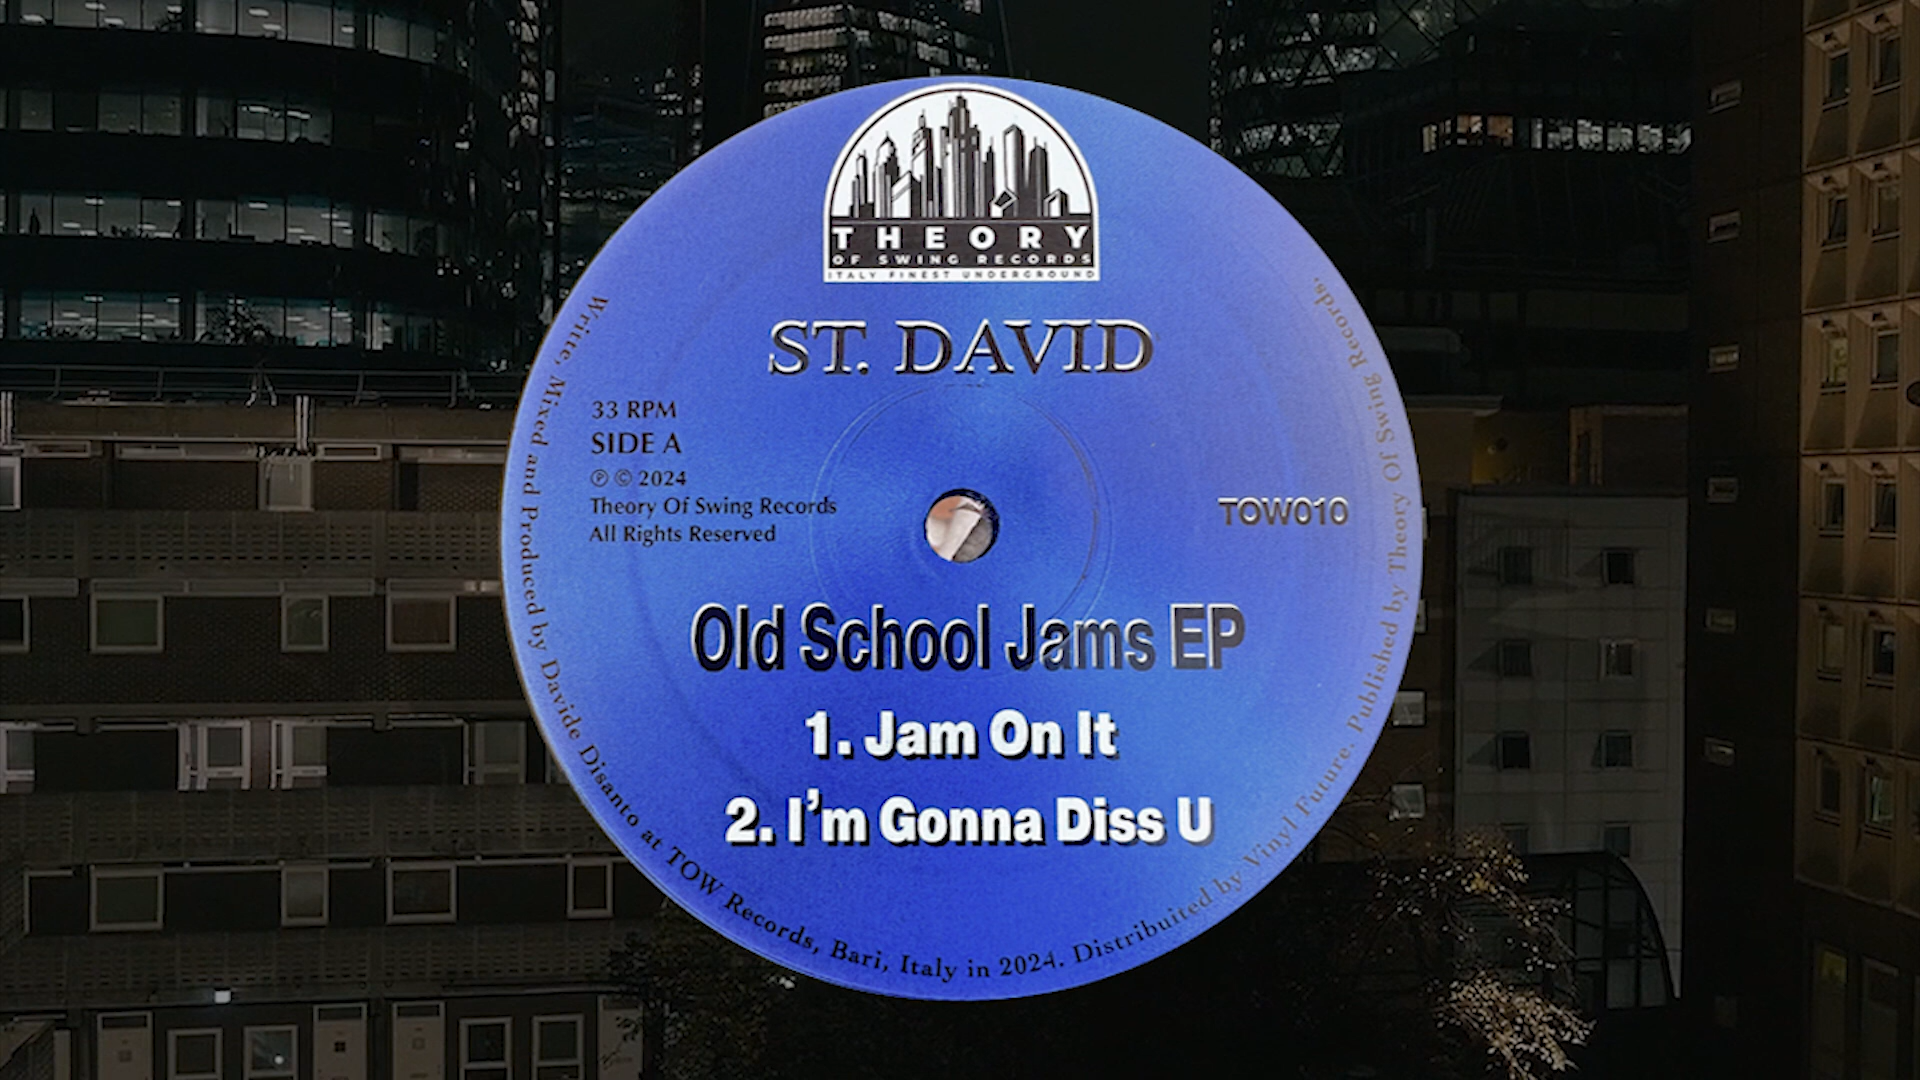 THEORY
OF SWING RECORDS
ITALY FINEST UNDERGROUND
ST. DAVID
33 RPM
SIDE A
℗ © 2024
Theory Of Swing Records
All Rights Reserved
TOW010
Old School Jams EP
1. Jam On It
2. I'm Gonna Diss U
Writte, Mixed and Produced by Davide Disanto at TOW Records, Bari, Italy in 2024. Distribuited by Vinyl Future. Published by Theory Of Swing Records.